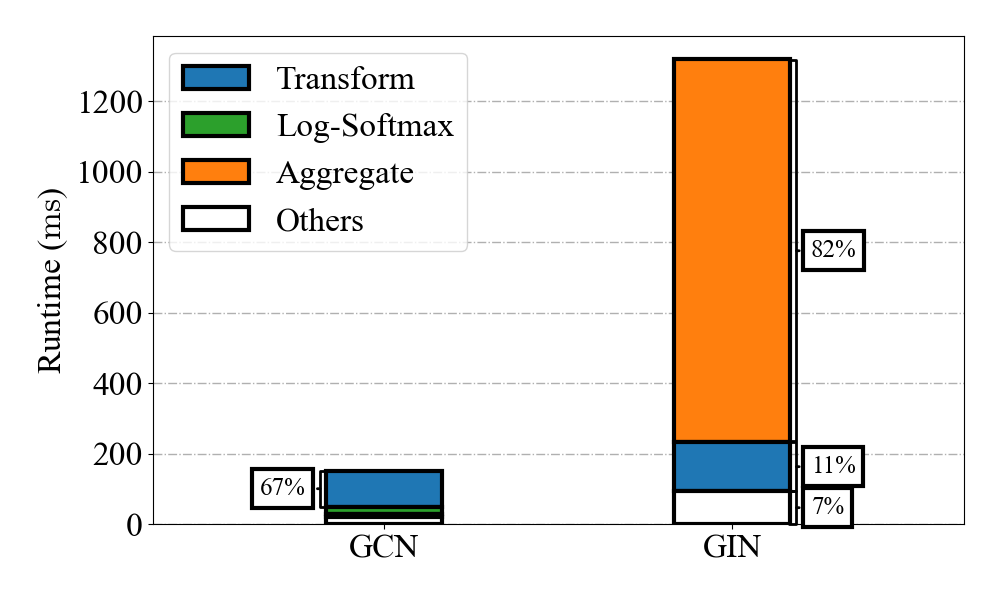 Transform
Log-Softmax
Aggregate
Others
Runtime (ms)
1200
1000
800
600
400
200
0
67%
82%
11%
7%
GCN
GIN